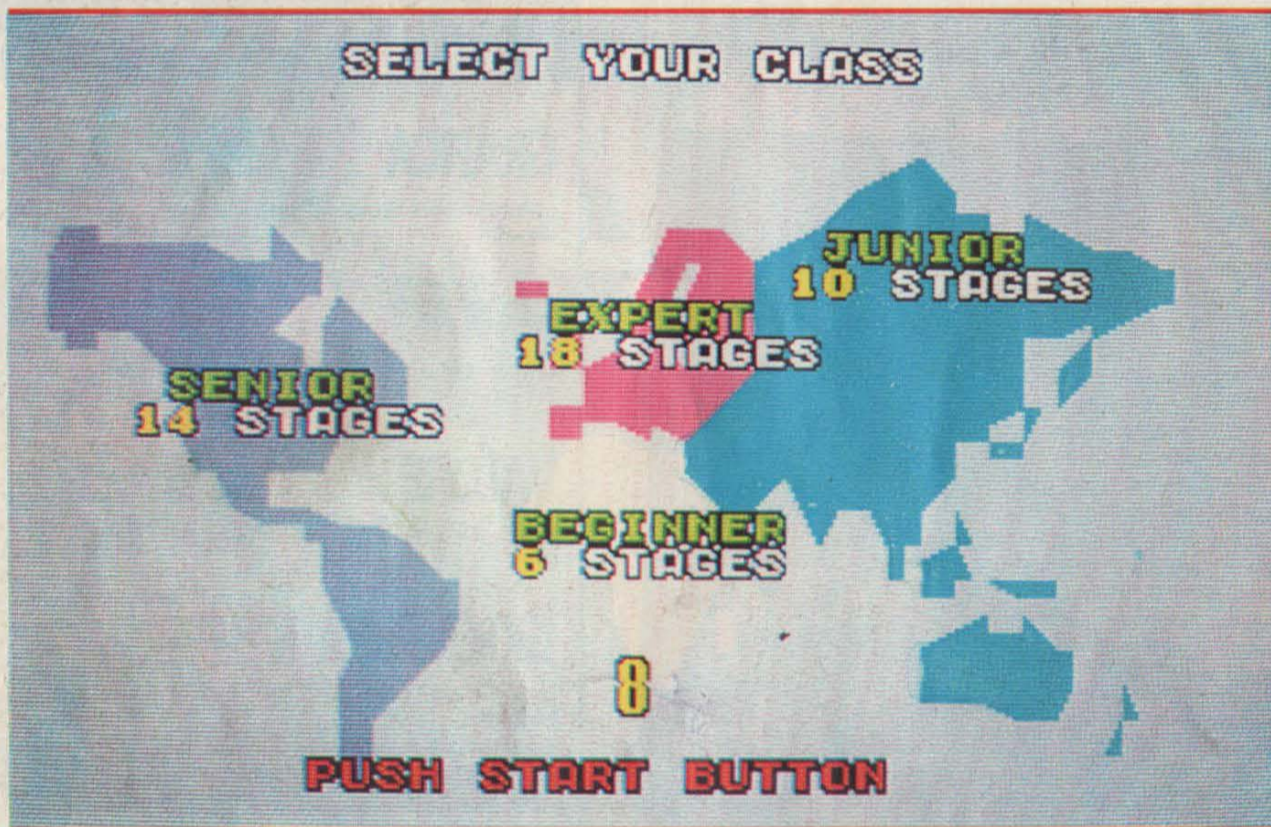 SELECT YOUR CLASS
JUNIOR
10 STAGES
EXPERT
18 STAGES
SENIOR
14 STAGES
BEGINNER
6 STAGES
8
PUSH START BUTTON